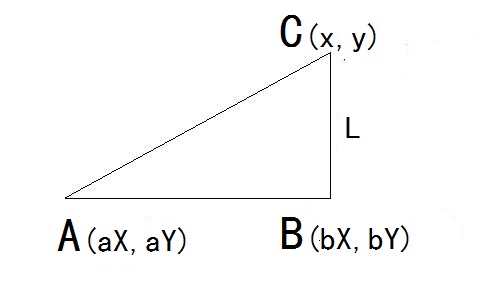 C(x, y)
L
A(aX, aY)
B(bX, bY)